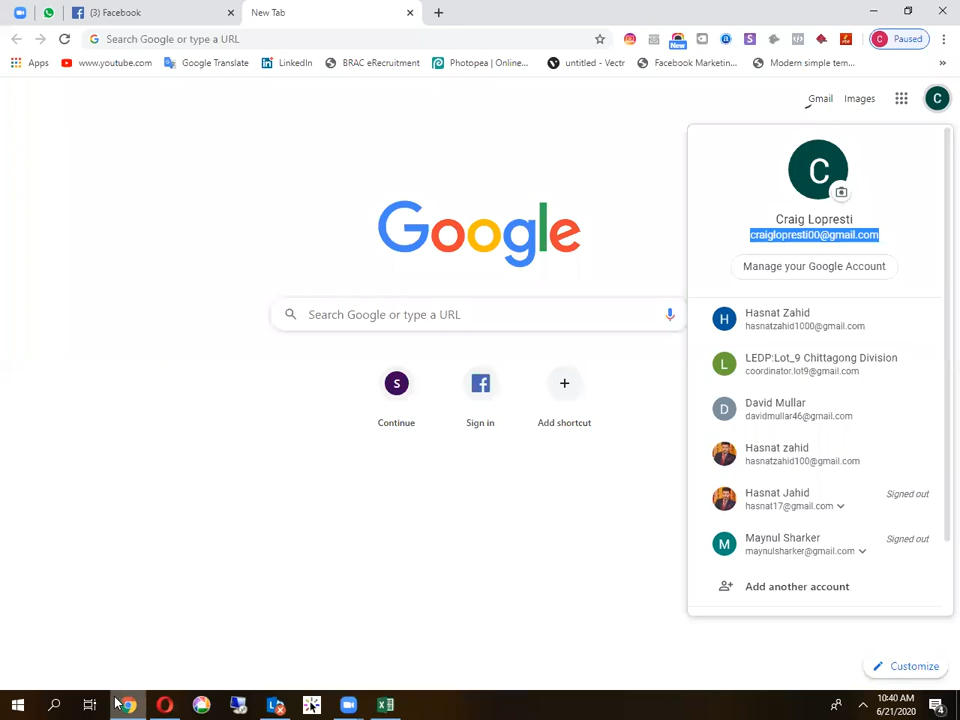 (3) Facebook
New Tab
Search Google or type a URL
New
C Paused
Apps
www.youtube.com
Google Translate
LinkedIn
BRAC eRecruitment
Photopea | Online...
untitled - Vectr
Facebook Marketin...
Modern simple tem...
»
Gmail
Images
C
C
Craig Lopresti
craiglopresti00@gmail.com
Manage your Google Account
Google
Search Google or type a URL
H
Hasnat Zahid
hasnatzahid1000@gmail.com
L
LEDP:Lot_9 Chittagong Division
coordinator.lot9@gmail.com
D
David Mullar
davidmullar46@gmail.com
Hasnat zahid
hasnatzahid100@gmail.com
Hasnat Jahid
hasnat17@gmail.com
Signed out
M
Maynul Sharker
maynulsharker@gmail.com
Signed out
Add another account
S
Continue
Sign in
Add shortcut
Customize
10:40 AM
6/21/2020
4